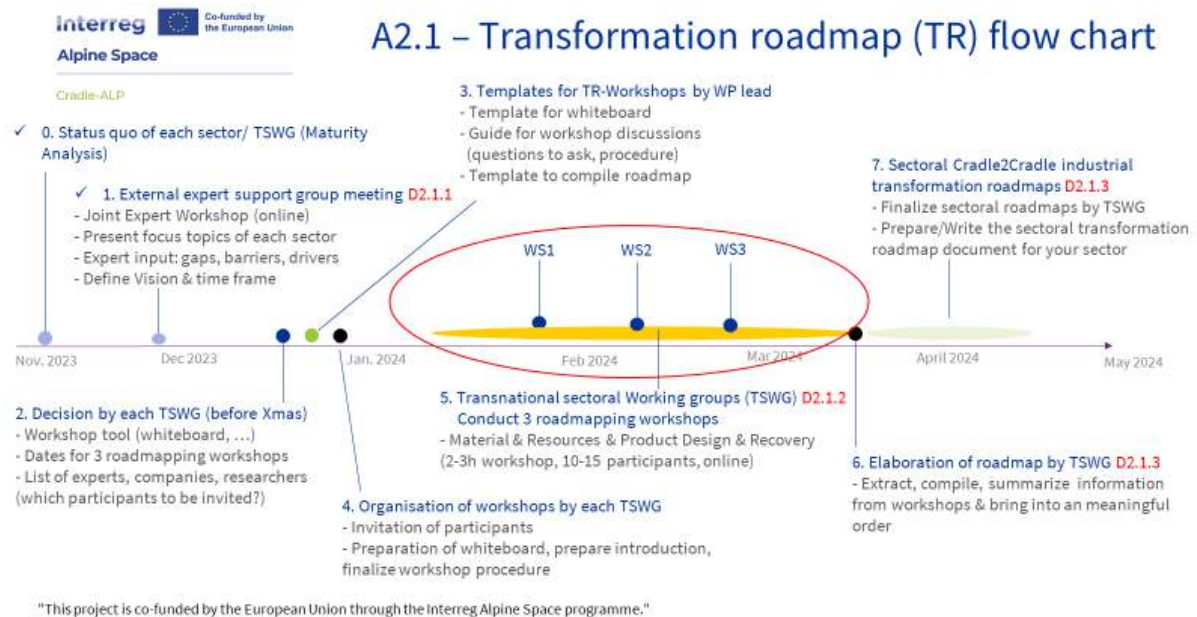 Interreg
Co-funded by
the European Union
Alpine Space
Cradle-ALP
A2.1 – Transformation roadmap (TR) flow chart
✓ 0. Status quo of each sector/ TSWG (Maturity
Analysis)
✓ 1. External expert support group meeting D2.1.1
- Joint Expert Workshop (online)
- Present focus topics of each sector
- Expert input: gaps, barriers, drivers
- Define Vision & time frame
3. Templates for TR-Workshops by WP lead
- Template for whiteboard
- Guide for workshop discussions
(questions to ask, procedure)
- Template to compile roadmap
7. Sectoral Cradle2Cradle industrial
transformation roadmaps D2.1.3
- Finalize sectoral roadmaps by TSWG
- Prepare/Write the sectoral transformation
roadmap document for your sector
WS1
WS2
WS3
Nov. 2023
Dec 2023
Jan. 2024
Feb 2024
Mar 2024
April 2024
May 2024
2. Decision by each TSWG (before Xmas)
- Workshop tool (whiteboard, ...)
- Dates for 3 roadmapping workshops
- List of experts, companies, researchers
(which participants to be invited?)
4. Organisation of workshops by each TSWG
- Invitation of participants
- Preparation of whiteboard, prepare introduction,
finalize workshop procedure
5. Transnational sectoral Working groups (TSWG) D2.1.2
Conduct 3 roadmapping workshops
- Material & Resources & Product Design & Recovery
(2-3h workshop, 10-15 participants, online)
6. Elaboration of roadmap by TSWG D2.1.3
- Extract, compile, summarize information
from workshops & bring into an meaningful
order
"This project is co-funded by the European Union through the Interreg Alpine Space programme."